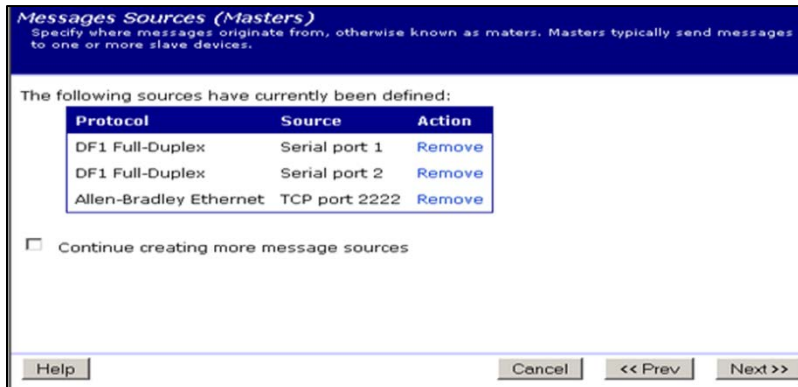 Messages Sources (Masters)
Specify where messages originate from, otherwise known as maters. Masters typically send messages
to one or more slave devices.
The following sources have currently been defined:
Protocol Source Action
DF1 Full-Duplex Serial port 1 Remove
DF1 Full-Duplex Serial port 2 Remove
Allen-Bradley Ethernet TCP port 2222 Remove
Continue creating more message sources
Help Cancel << Prev Next >>